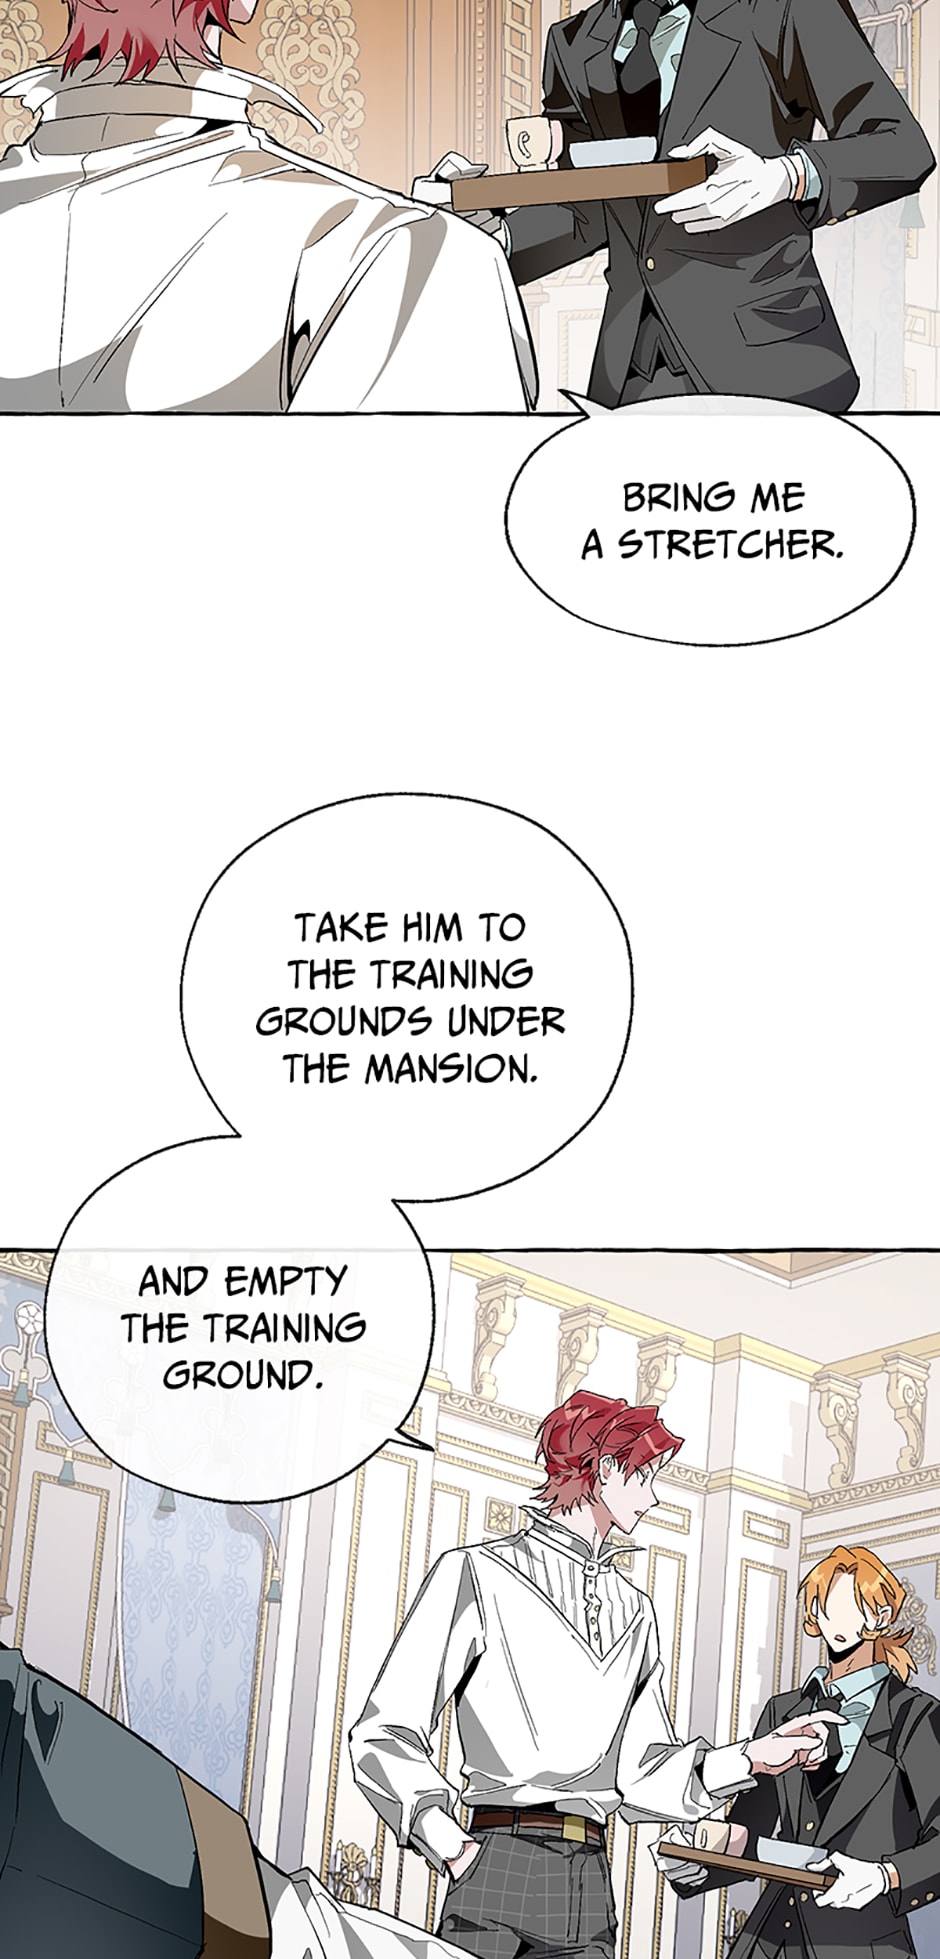 BRING ME
A STRETCHER.
TAKE HIM TO
THE TRAINING
GROUNDS UNDER
THE MANSION.
AND EMPTY
THE TRAINING
GROUND.